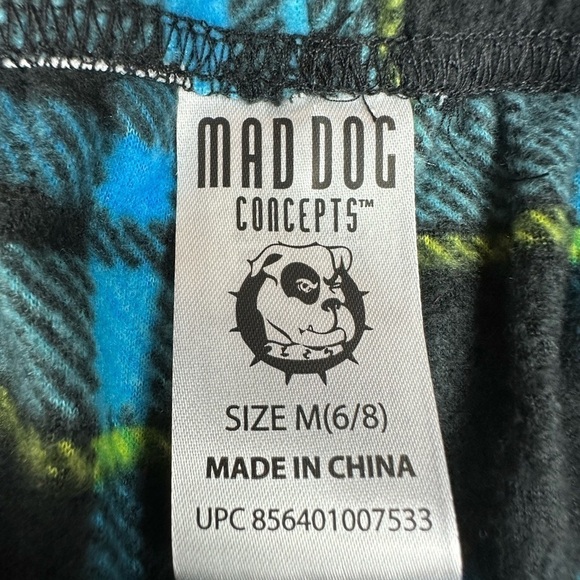 MAD DOG
CONCEPTS™
SIZE M(6/8)
MADE IN CHINA
UPC 856401007533